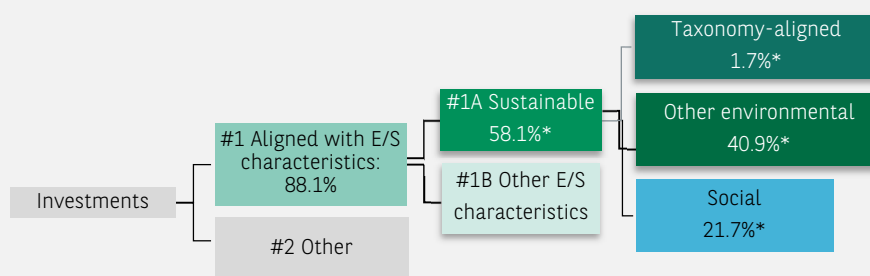 Investments
#1 Aligned with E/S
characteristics:
88.1%
#2 Other
#1A Sustainable
58.1%*
#1B Other E/S
characteristics
Taxonomy-aligned
1.7%*
Other environmental
40.9%*
Social
21.7%*